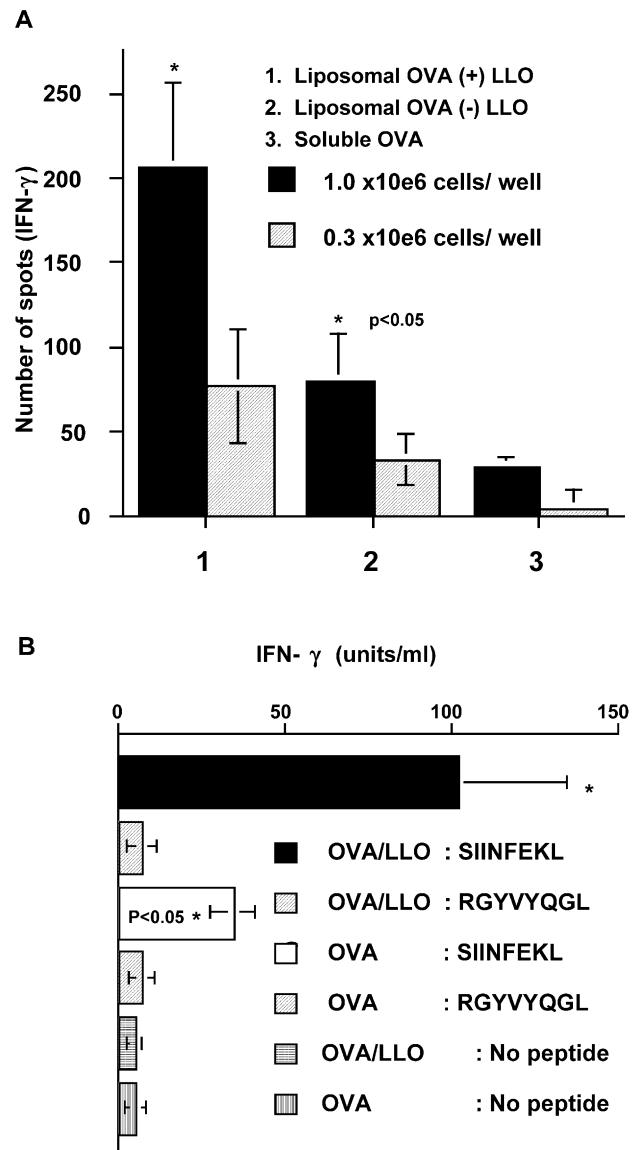 A
Number of spots (IFN-γ)
250
200
150
100
50
0
*
1. Liposomal OVA (+) LLO
2. Liposomal OVA (-) LLO
3. Soluble OVA
1.0 x10e6 cells/ well
0.3 x10e6 cells/ well
* p<0.05
1 2 3
B
IFN- γ (units/ml)
0 50 100 150
*
OVA/LLO : SIINFEKL
OVA/LLO : RGYVYQGL
P<0.05 *
OVA : SIINFEKL
OVA : RGYVYQGL
OVA/LLO : No peptide
OVA : No peptide